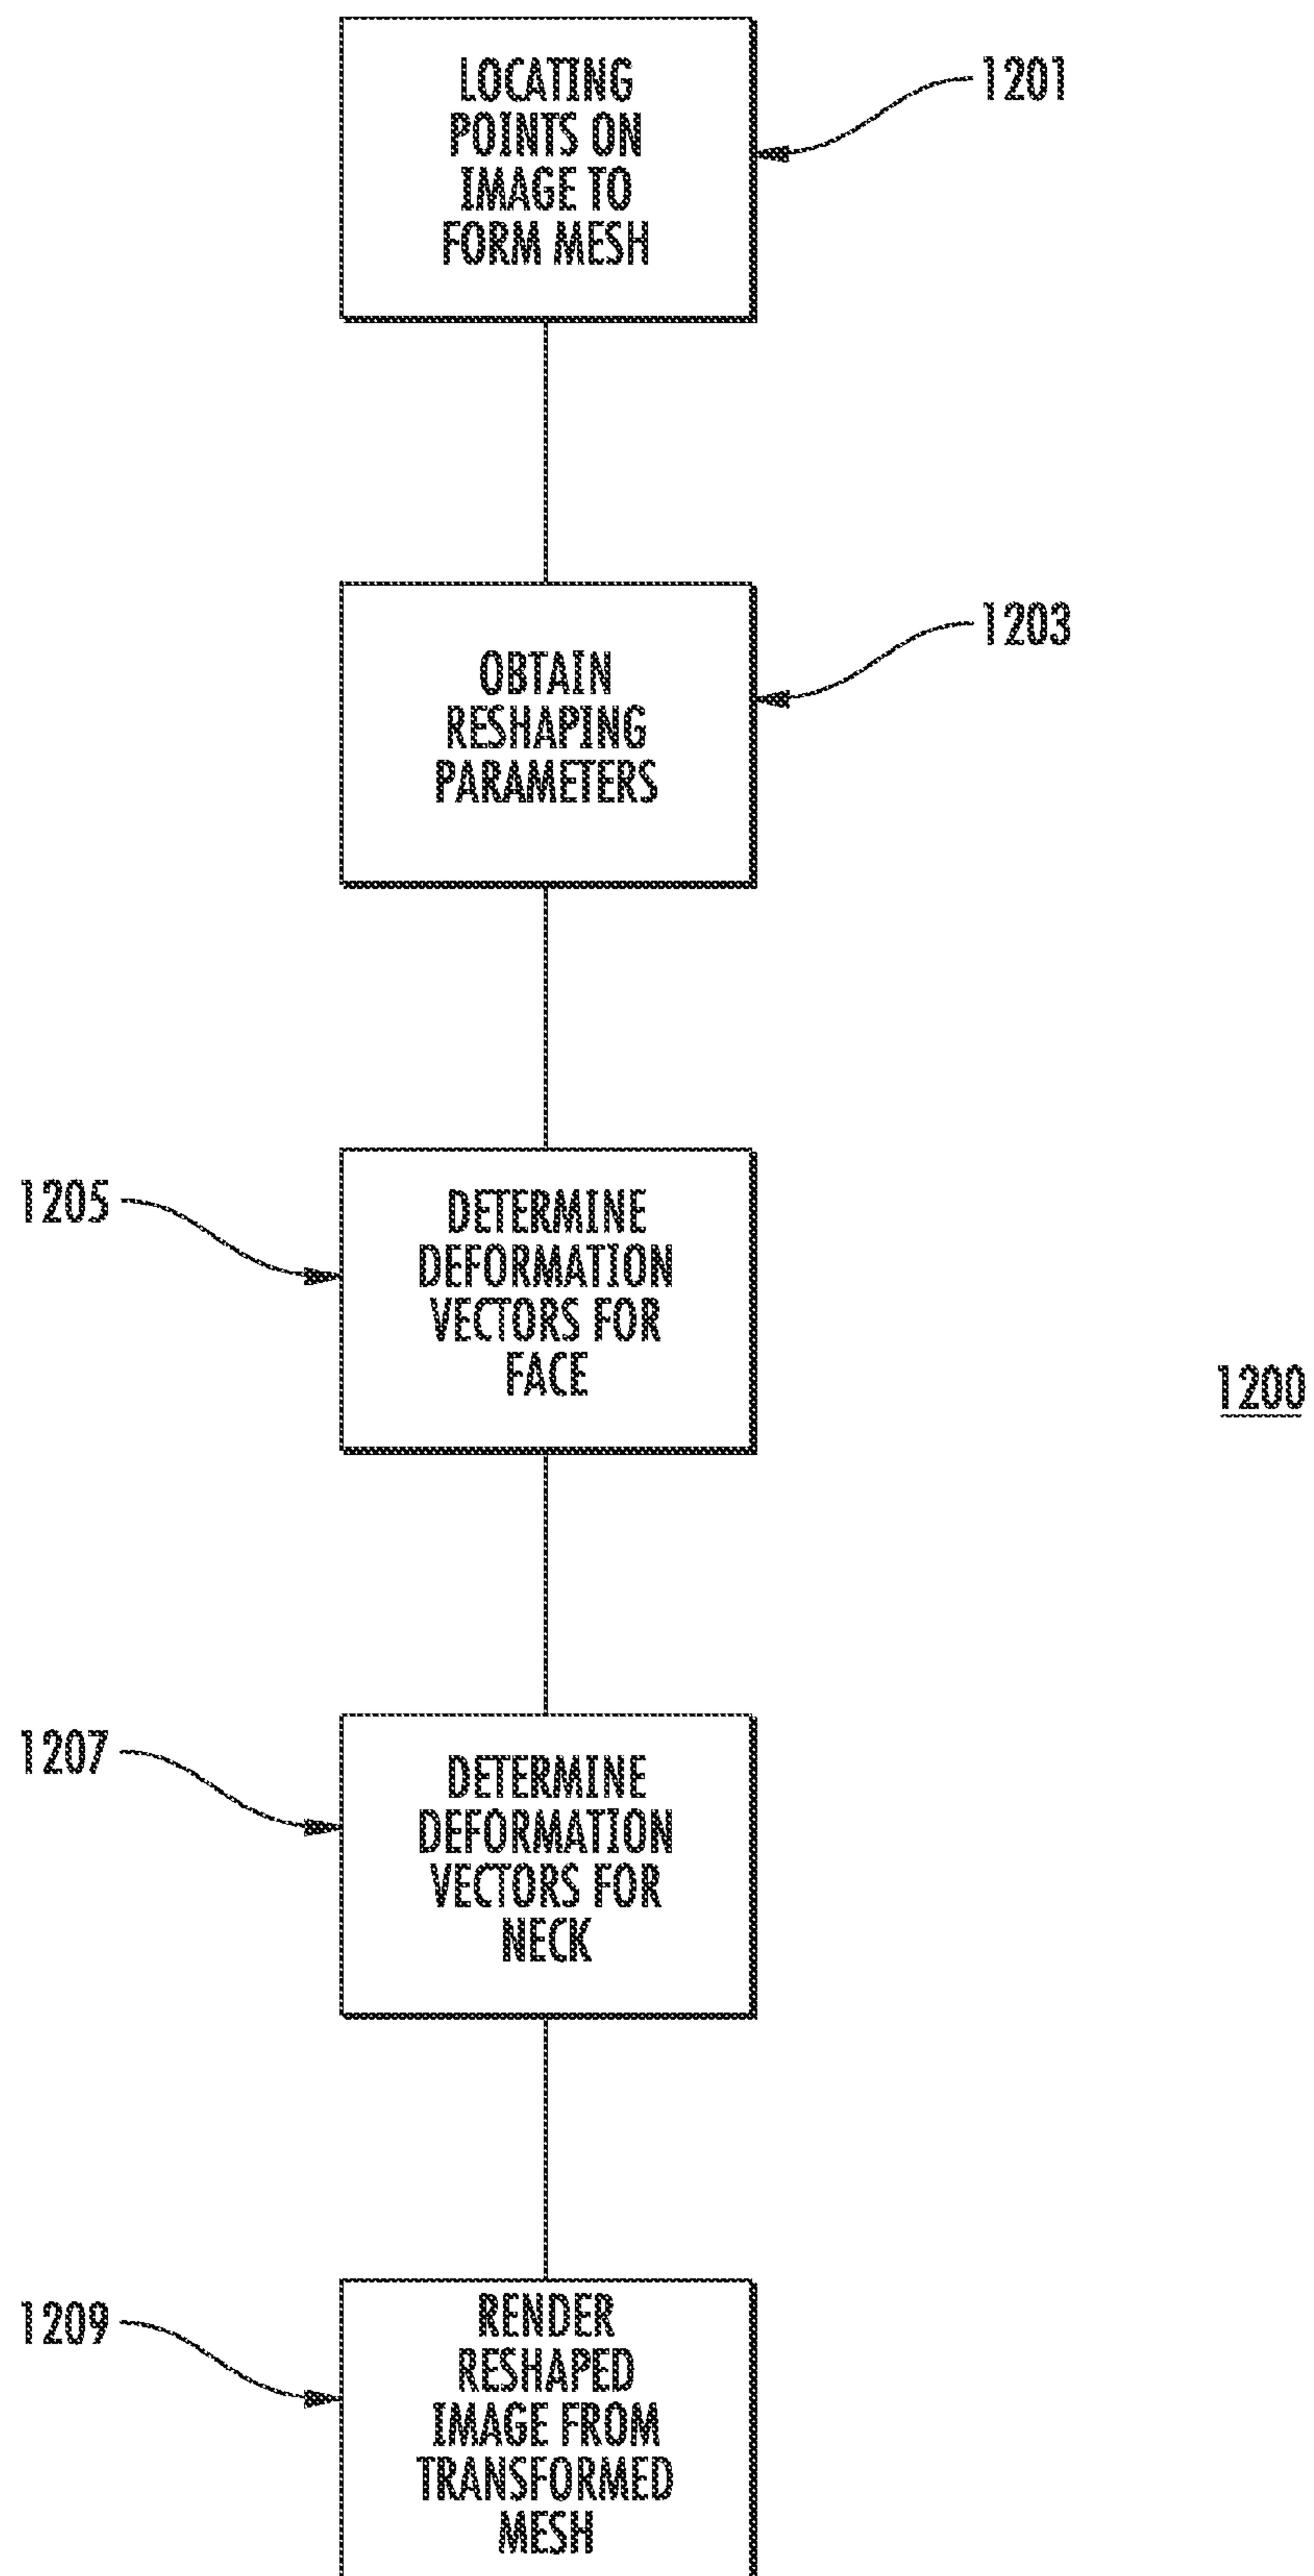 LOCATING
POINTS ON
IMAGE TO
FORM MESH
1201
OBTAIN
RESHAPING
PARAMETERS
1203
1205
DETERMINE
DEFORMATION
VECTORS FOR
FACE
1200
1207
DETERMINE
DEFORMATION
VECTORS FOR
NECK
1209
RENDER
RESHAPED
IMAGE FROM
TRANSFORMED
MESH